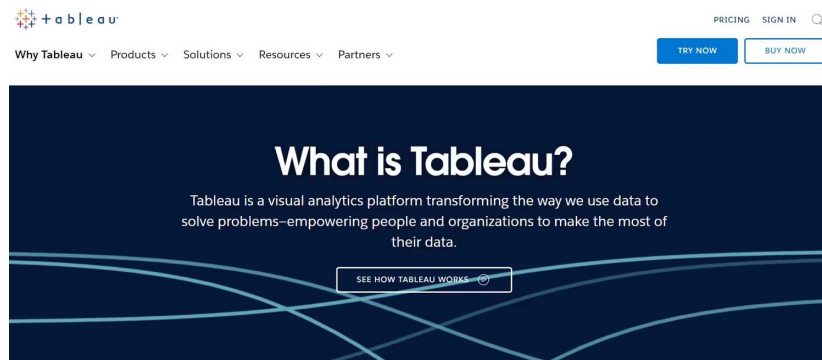 +ableau
PRICING SIGN IN
Why Tableau Products Solutions Resources Partners
TRY NOW BUY NOW
What is Tableau?
Tableau is a visual analytics platform transforming the way we use data to
solve problems—empowering people and organizations to make the most of
their data.
SEE HOW TABLEAU WORKS